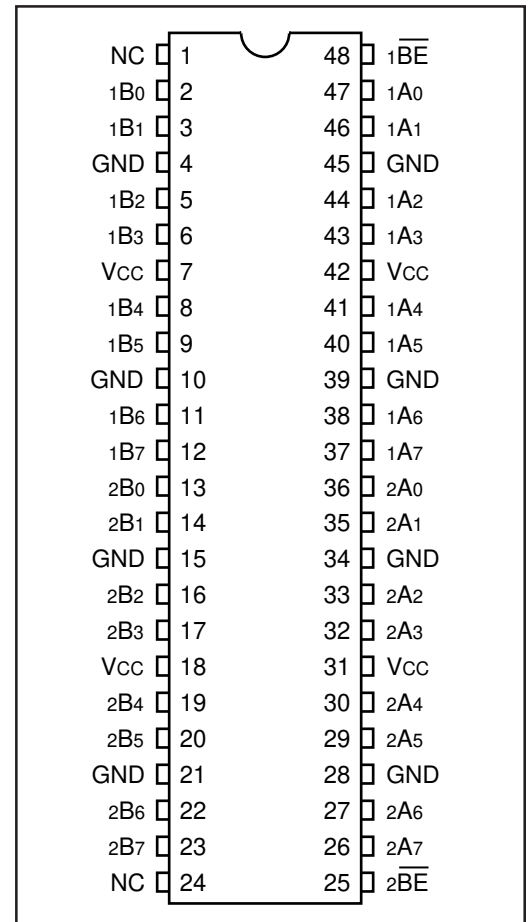 NC 1 48 1B̅E̅
1B0 2 47 1A0
1B1 3 46 1A1
GND 4 45 GND
1B2 5 44 1A2
1B3 6 43 1A3
VCC 7 42 VCC
1B4 8 41 1A4
1B5 9 40 1A5
GND 10 39 GND
1B6 11 38 1A6
1B7 12 37 1A7
2B0 13 36 2A0
2B1 14 35 2A1
GND 15 34 GND
2B2 16 33 2A2
2B3 17 32 2A3
VCC 18 31 VCC
2B4 19 30 2A4
2B5 20 29 2A5
GND 21 28 GND
2B6 22 27 2A6
2B7 23 26 2A7
NC 24 25 2B̅E̅